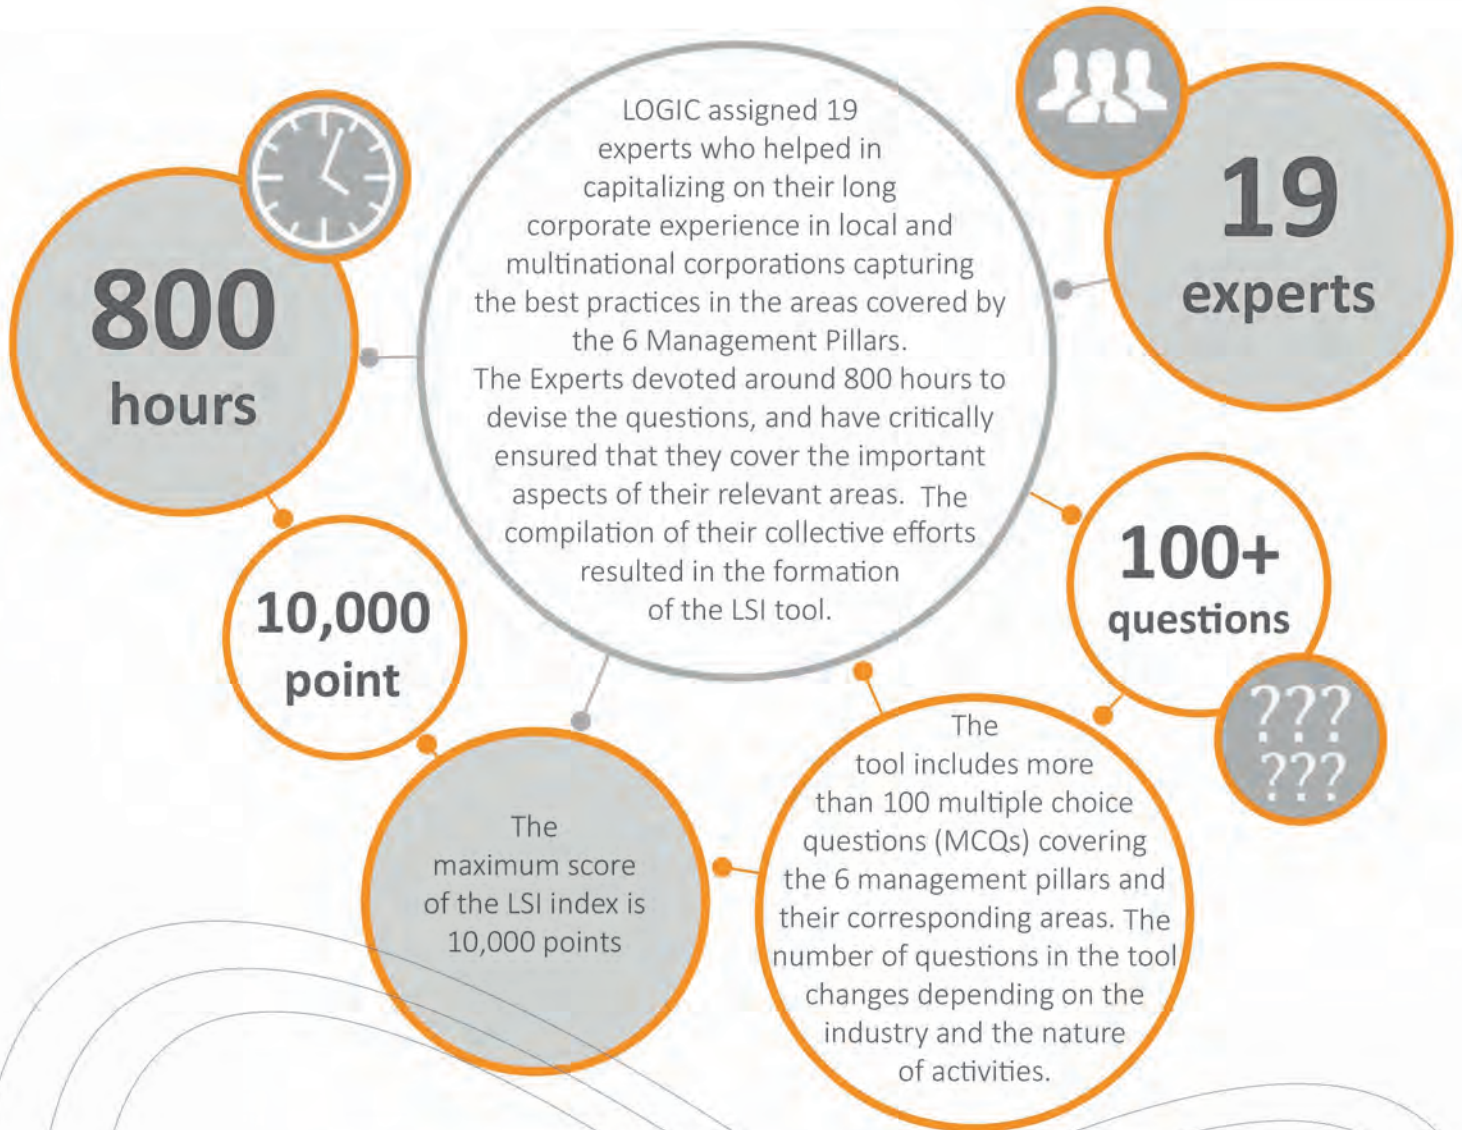 LOGIC assigned 19
experts who helped in
capitalizing on their long
corporate experience in local and
multinational corporations capturing
the best practices in the areas covered by
the 6 Management Pillars.
The Experts devoted around 800 hours to
devise the questions, and have critically
ensured that they cover the important
aspects of their relevant areas. The
compilation of their collective efforts
resulted in the formation
of the LSI tool.
19
experts
800
hours
100+
questions
???
???
10,000
point
The
tool includes more
than 100 multiple choice
questions (MCQs) covering
the 6 management pillars and
their corresponding areas. The
number of questions in the tool
changes depending on the
industry and the nature
of activities.
The
maximum score
of the LSI index is
10,000 points